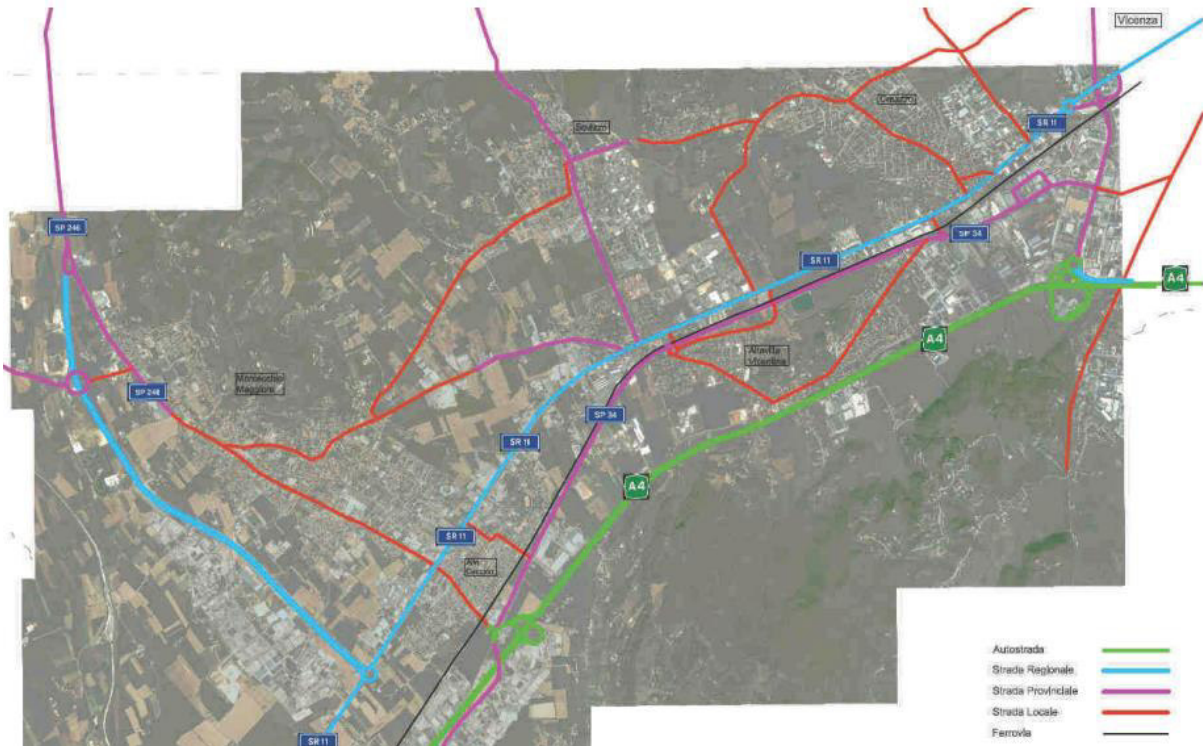 Vicenza
SR 11
Sovizzo
Creazzo
SP 246
SP 34
SR 11
A4
A4
Altavilla
Vicentina
Montecchio
Maggiore
SP 246
SP 34
SR 11
A4
SR 11
Alte
Ceccato
SR 11
Autostrada
Strada Regionale
Strada Provinciale
Strada Locale
Ferrovia